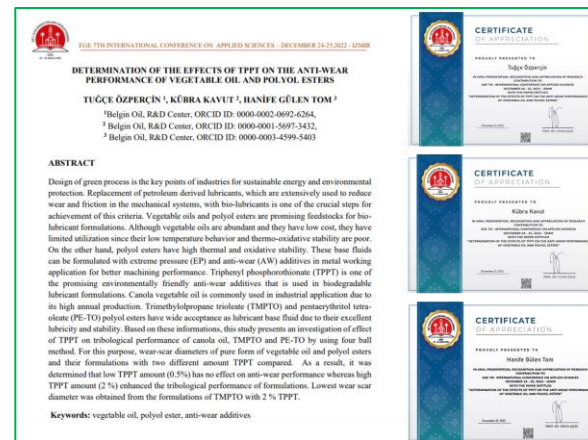 EGE 7TH INTERNATIONAL CONFERENCE ON APPLIED SCIENCES – DECEMBER 24-25,2022 - IZMIR
DETERMINATION OF THE EFFECTS OF TPPT ON THE ANTI-WEAR
PERFORMANCE OF VEGETABLE OIL AND POLYOL ESTERS
TUĞÇE ÖZPERÇİN ¹, KÜBRA KAVUT ², HANİFE GÜLEN TOM ³
¹Belgin Oil, R&D Center, ORCID ID: 0000-0002-0692-6264,
² Belgin Oil, R&D Center, ORCID ID: 0000-0001-5697-3432,
³ Belgin Oil, R&D Center, ORCID ID: 0000-0003-4599-5403
ABSTRACT
Design of green process is the key points of industries for sustainable energy and environmental
protection. Replacement of petroleum derived lubricants, which are extensively used to reduce
wear and friction in the mechanical systems, with bio-lubricants is one of the crucial steps for
achievement of this criteria. Vegetable oils and polyol esters are promising feedstocks for bio-
lubricant formulations. Although vegetable oils are abundant and they have low cost, they have
limited utilization since their low temperature behavior and thermo-oxidative stability are poor.
On the other hand, polyol esters have high thermal and oxidative stability. These base fluids
can be formulated with extreme pressure (EP) and anti-wear (AW) additives in metal working
application for better machining performance. Triphenyl phosphorothionate (TPPT) is one of
the promising environmentally friendly anti-wear additives that is used in biodegradable
lubricant formulations. Canola vegetable oil is commonly used in industrial application due to
its high annual production. Trimethylolpropane trioleate (TMPTO) and pentaerythritol tetra-
oleate (PE-TO) polyol esters have wide acceptance as lubricant base fluid due to their excellent
lubricity and stability. Based on these informations, this study presents an investigation of effect
of TPPT on tribological performance of canola oil, TMPTO and PE-TO by using four ball
method. For this purpose, wear-scar diameters of pure form of vegetable oil and polyol esters
and their formulations with two different amount TPPT compared. As a result, it was
determined that low TPPT amount (0.5%) has no effect on anti-wear performance whereas high
TPPT amount (2 %) enhanced the tribological performance of formulations. Lowest wear scar
diameter was obtained from the formulations of TMPTO with 2 % TPPT.
Keywords: vegetable oil, polyol ester, anti-wear additives
CERTIFICATE
OF APPRECIATION
PROUDLY PRESENTED TO
Tuğçe Özperçin
CERTIFICATE
OF APPRECIATION
PROUDLY PRESENTED TO
Kübra Kavut
CERTIFICATE
OF APPRECIATION
PROUDLY PRESENTED TO
Hanife Gülen Tom